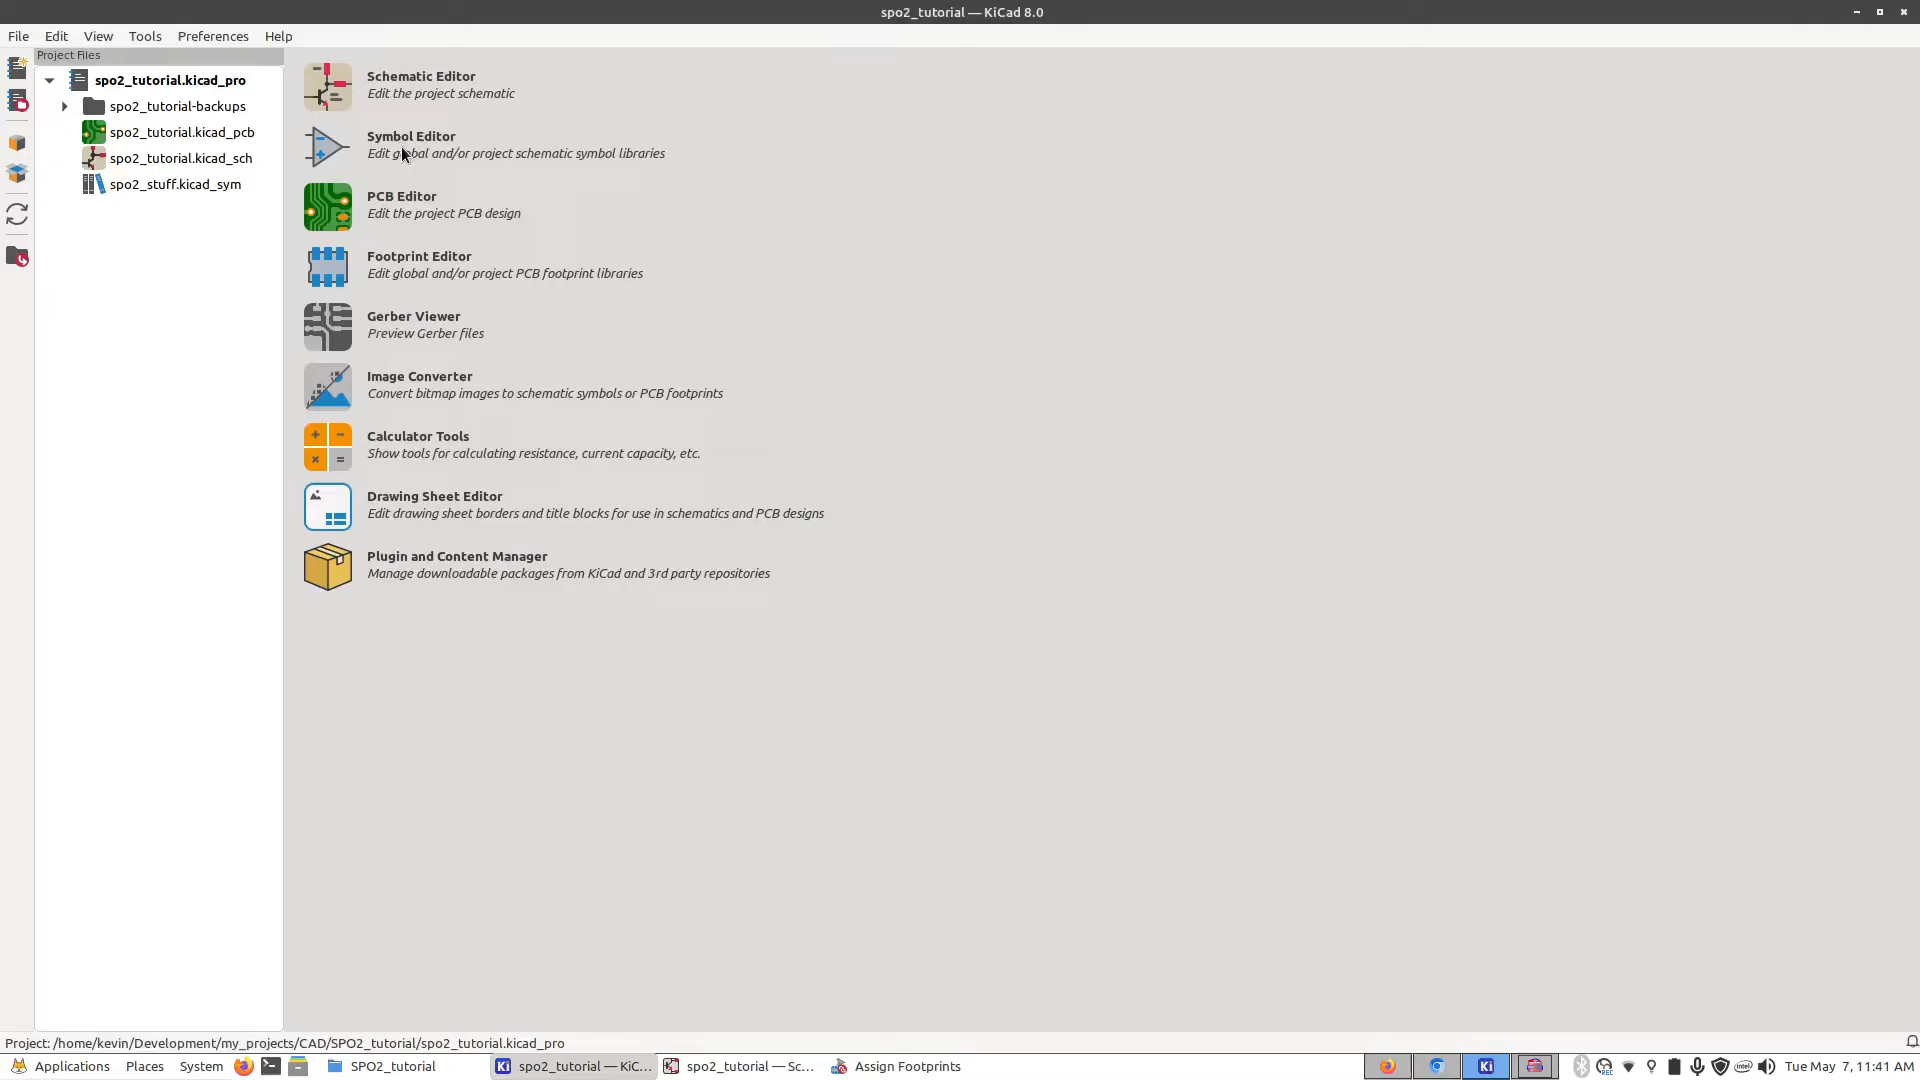 spo2_tutorial — KiCad 8.0
File Edit View Tools Preferences Help
Project Files
spo2_tutorial.kicad_pro
spo2_tutorial-backups
spo2_tutorial.kicad_pcb
spo2_tutorial.kicad_sch
spo2_stuff.kicad_sym
Schematic Editor
Edit the project schematic
Symbol Editor
Edit global and/or project schematic symbol libraries
PCB Editor
Edit the project PCB design
Footprint Editor
Edit global and/or project PCB footprint libraries
Gerber Viewer
Preview Gerber files
Image Converter
Convert bitmap images to schematic symbols or PCB footprints
Calculator Tools
Show tools for calculating resistance, current capacity, etc.
Drawing Sheet Editor
Edit drawing sheet borders and title blocks for use in schematics and PCB designs
Plugin and Content Manager
Manage downloadable packages from KiCad and 3rd party repositories
Project: /home/kevin/Development/my_projects/CAD/SPO2_tutorial/spo2_tutorial.kicad_pro
Applications Places System SPO2_tutorial Ki spo2_tutorial — KiC... spo2_tutorial — Sc... Assign Footprints Ki Tue May 7, 11:41 AM